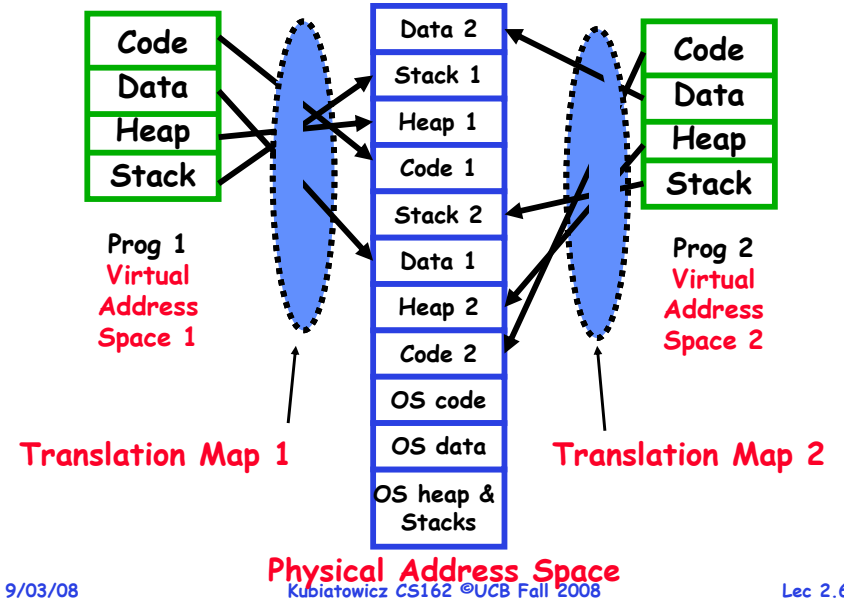 Code
Data
Heap
Stack
Prog 1
Virtual
Address
Space 1
Translation Map 1
Data 2
Stack 1
Heap 1
Code 1
Stack 2
Data 1
Heap 2
Code 2
OS code
OS data
OS heap &
Stacks
Physical Address Space
Code
Data
Heap
Stack
Prog 2
Virtual
Address
Space 2
Translation Map 2
9/03/08
Kubiatowicz CS162 ©UCB Fall 2008
Lec 2.6